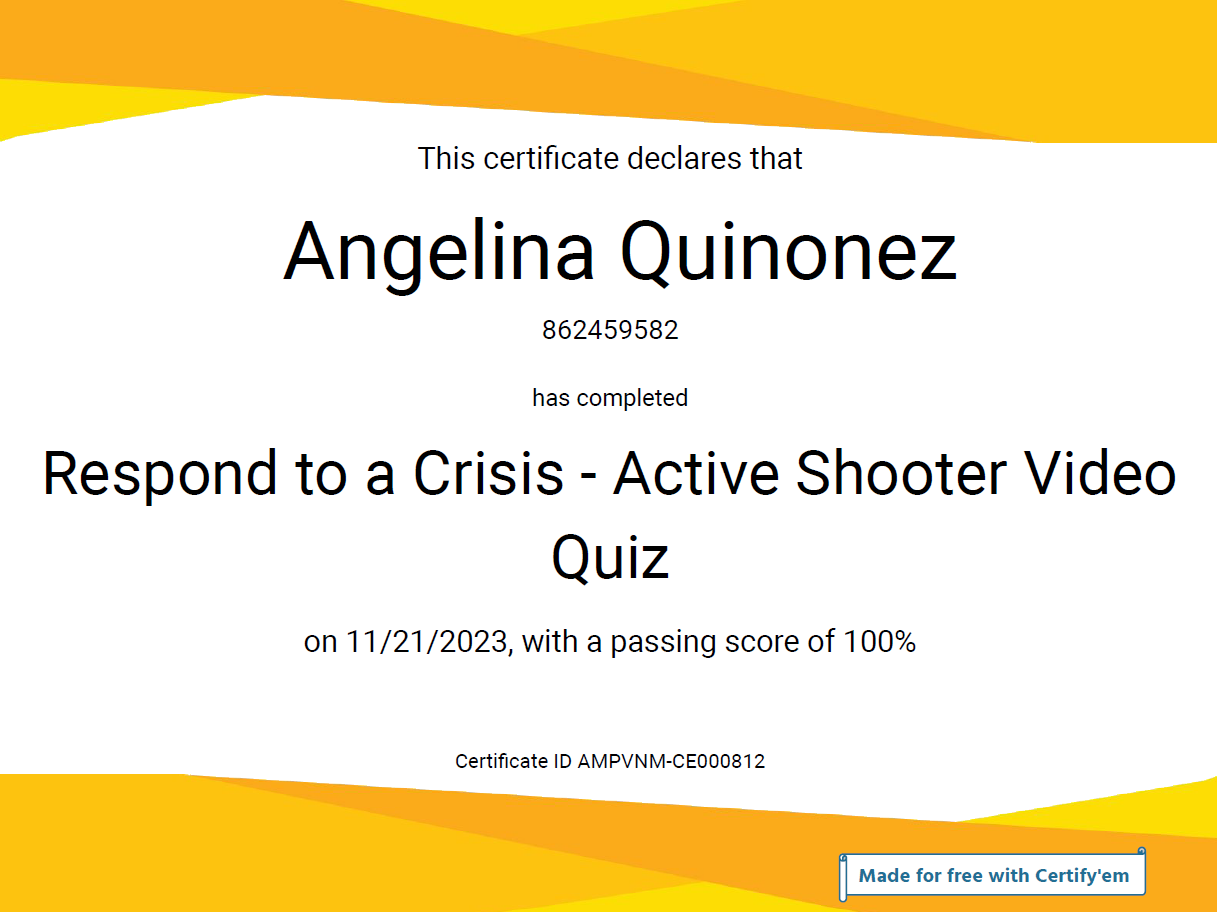 This certificate declares that
Angelina Quinonez
862459582
has completed
Respond to a Crisis - Active Shooter Video
Quiz
on 11/21/2023, with a passing score of 100%
Certificate ID AMPVNM-CE000812
Made for free with Certify'em